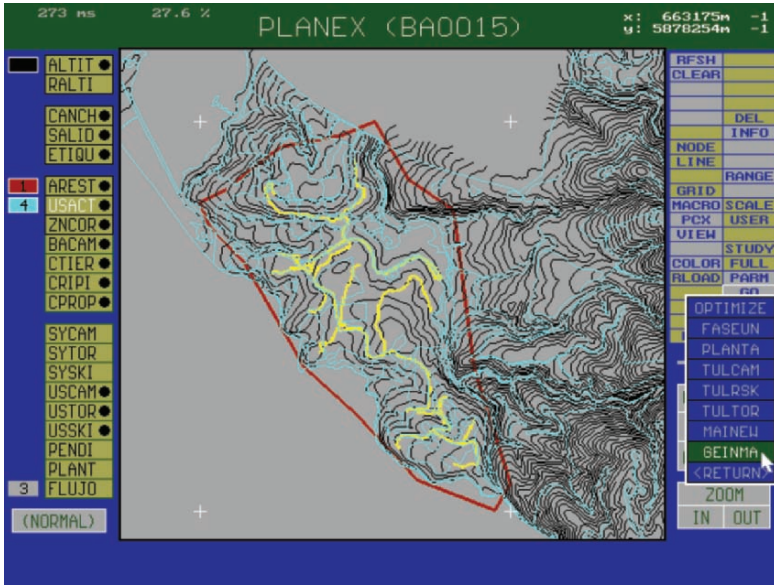 273 ms 27.6 % PLANEX (BA0015) x: 663175m -1
y: 5878254m -1
ALTIT
RALTI
CANCH
SALID
ETIQU
1 AREST
4 USACT
ZNCOR
BACAM
CTIER
CRIPI
CPROP
SYCAM
SYTOR
SYSKI
USCAM
USTOR
USSKI
PENDI
PLANT
3 FLUJO
(NORMAL)
RFSH
CLEAR
DEL
INFO
NODE
LINE
RANGE
GRID
MACRO SCALE
PCX USER
VIEW
STUDY
COLOR FULL
RLOAD PARM
GO
OPTIMIZE
FASEUN
PLANTA
TULCAM
TULRSK
TULTOR
MAINEW
GEINMA
<RETURN>
ZOOM
IN OUT